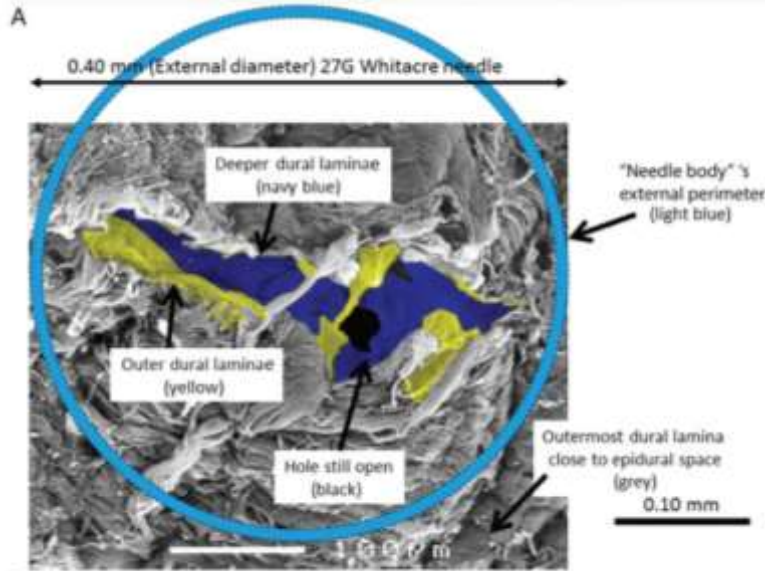 A
0.40 mm (External diameter) 27G Whitacre needle
Deeper dural laminae
(navy blue)
"Needle body" 's
external perimeter
(light blue)
Outer dural laminae
(yellow)
Hole still open
(black)
Outermost dural lamina
close to epidural space
(grey)
0.10 mm
100µm